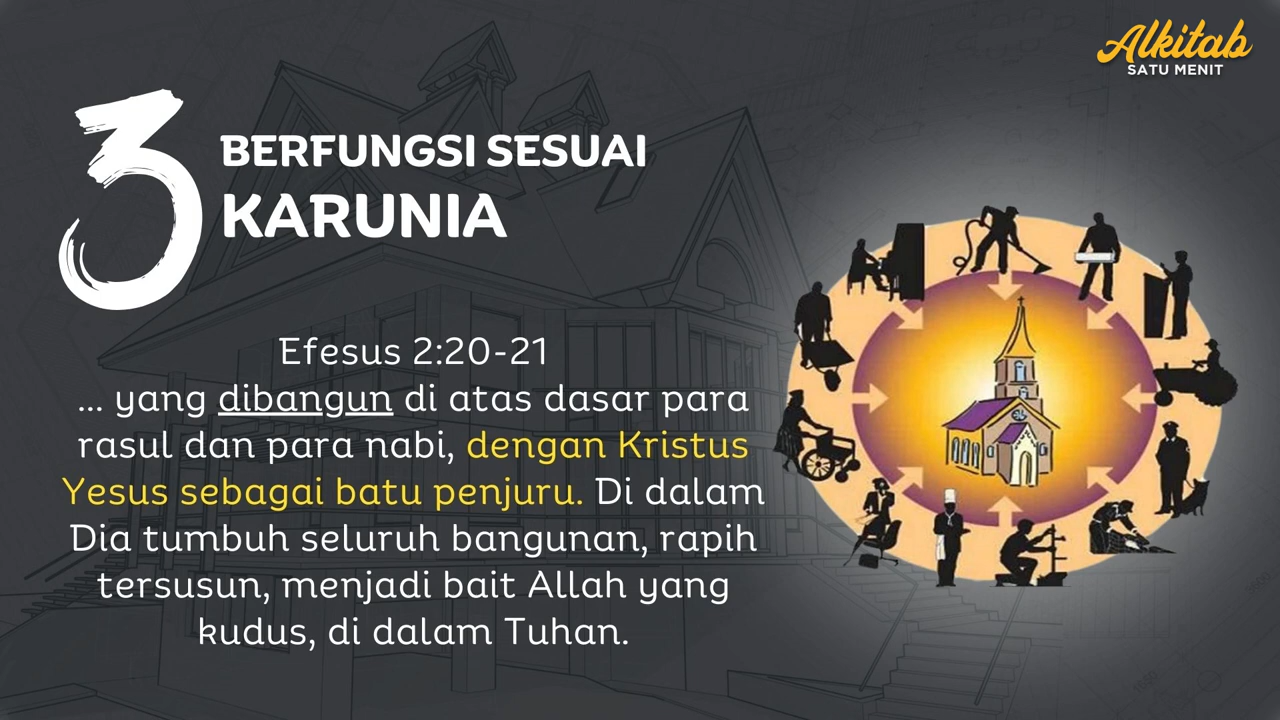 Alkitab
SATU MENIT
3
BERFUNGSI SESUAI
KARUNIA
Efesus 2:20-21
... yang dibangun di atas dasar para
rasul dan para nabi, dengan Kristus
Yesus sebagai batu penjuru. Di dalam
Dia tumbuh seluruh bangunan, rapih
tersusun, menjadi bait Allah yang
kudus, di dalam Tuhan.